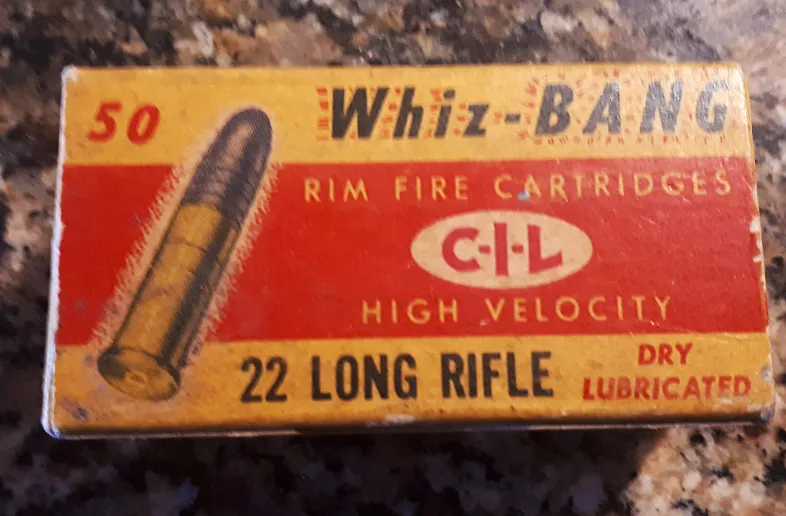 50
Whiz-BANG
RIM FIRE CARTRIDGES
C-I-L
HIGH VELOCITY
22 LONG RIFLE
DRY
LUBRICATED